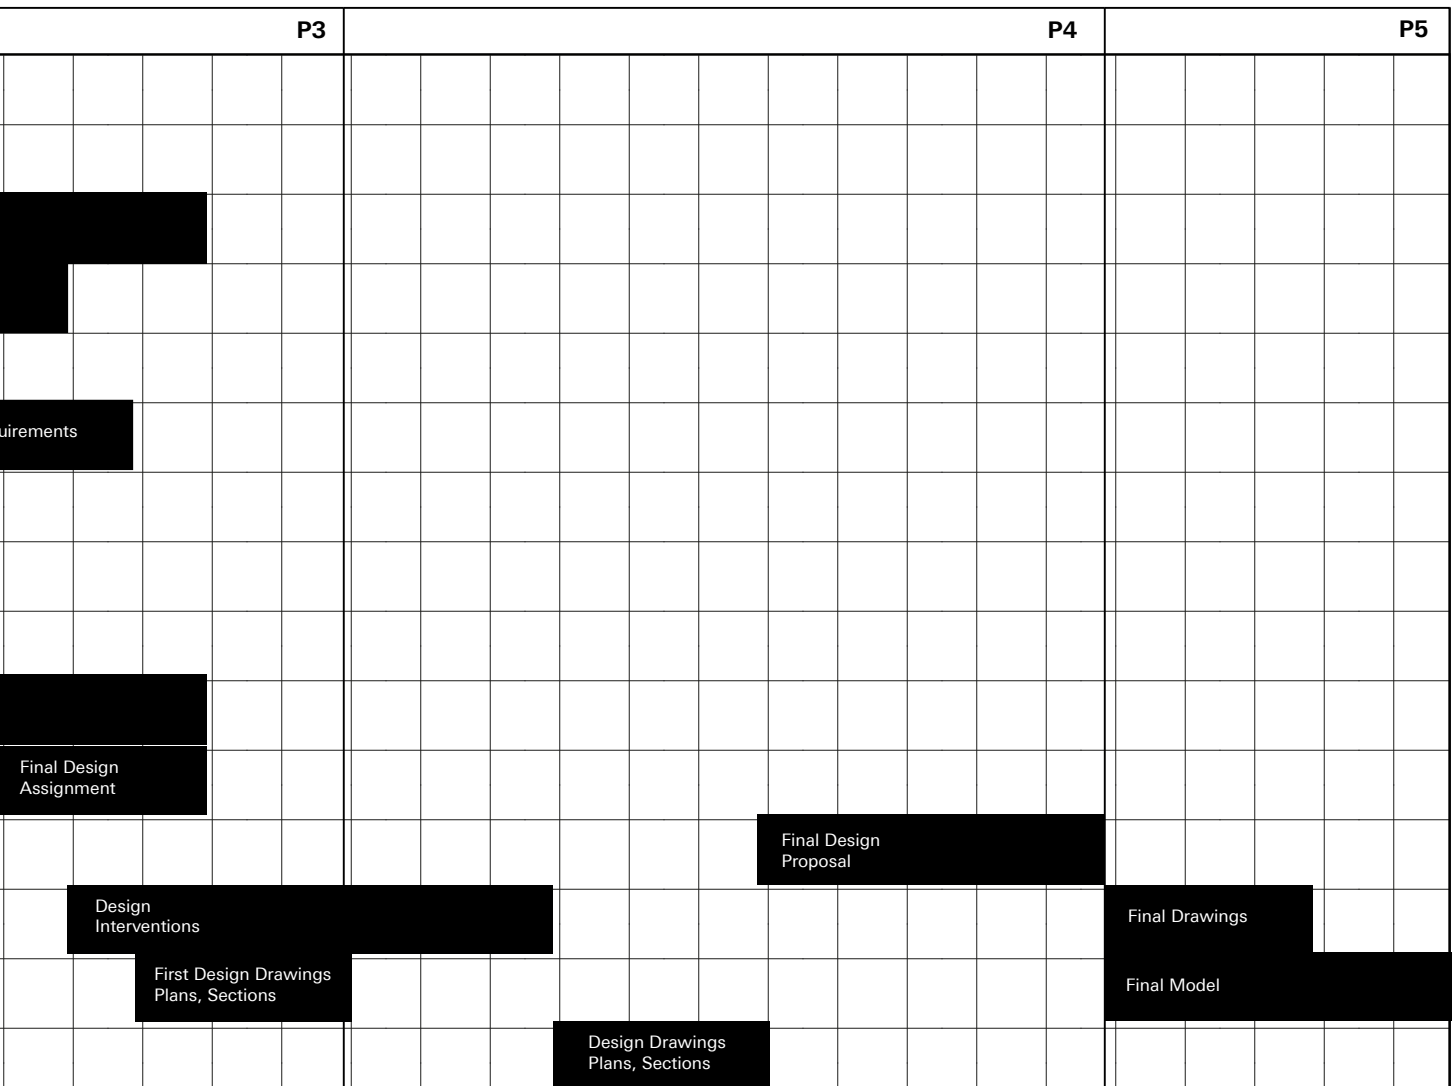 P3
P4
P5
uirements
Final Design
Assignment
Final Design
Proposal
Design
Interventions
Final Drawings
First Design Drawings
Plans, Sections
Final Model
Design Drawings
Plans, Sections